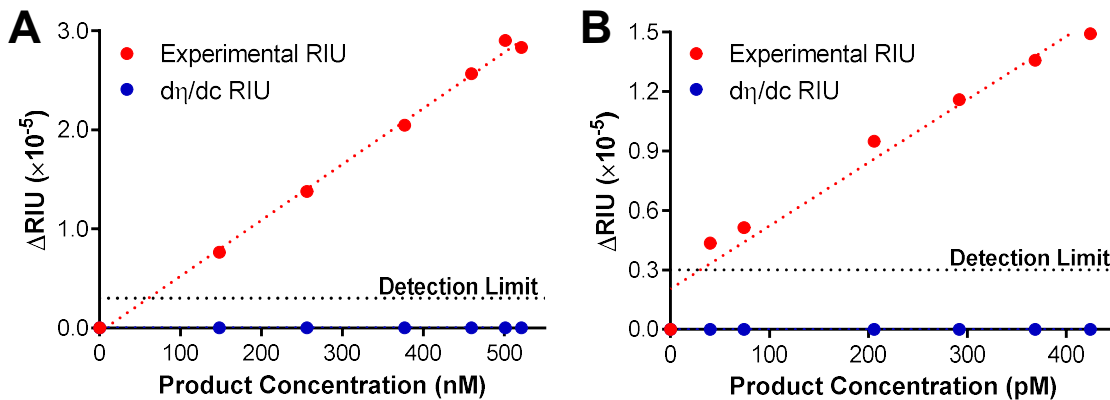 A
3.0
2.0
1.0
0.0
ΔRIU (×10⁻⁵)
Experimental RIU
dη/dc RIU
Detection Limit
0 100 200 300 400 500
Product Concentration (nM)
B
1.5
1.2
0.9
0.6
0.3
0.0
ΔRIU (×10⁻⁵)
Experimental RIU
dη/dc RIU
Detection Limit
0 100 200 300 400
Product Concentration (pM)